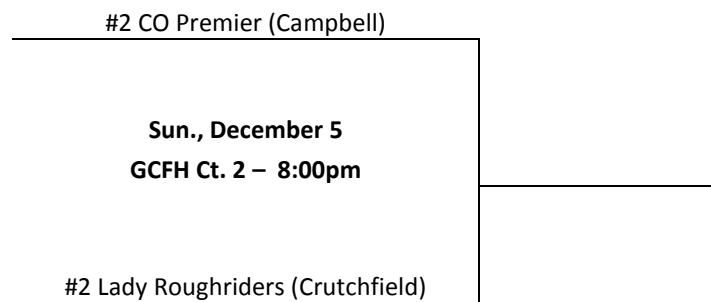 #2 CO Premier (Campbell)
Sun., December 5
GCFH Ct. 2 – 8:00pm
#2 Lady Roughriders (Crutchfield)